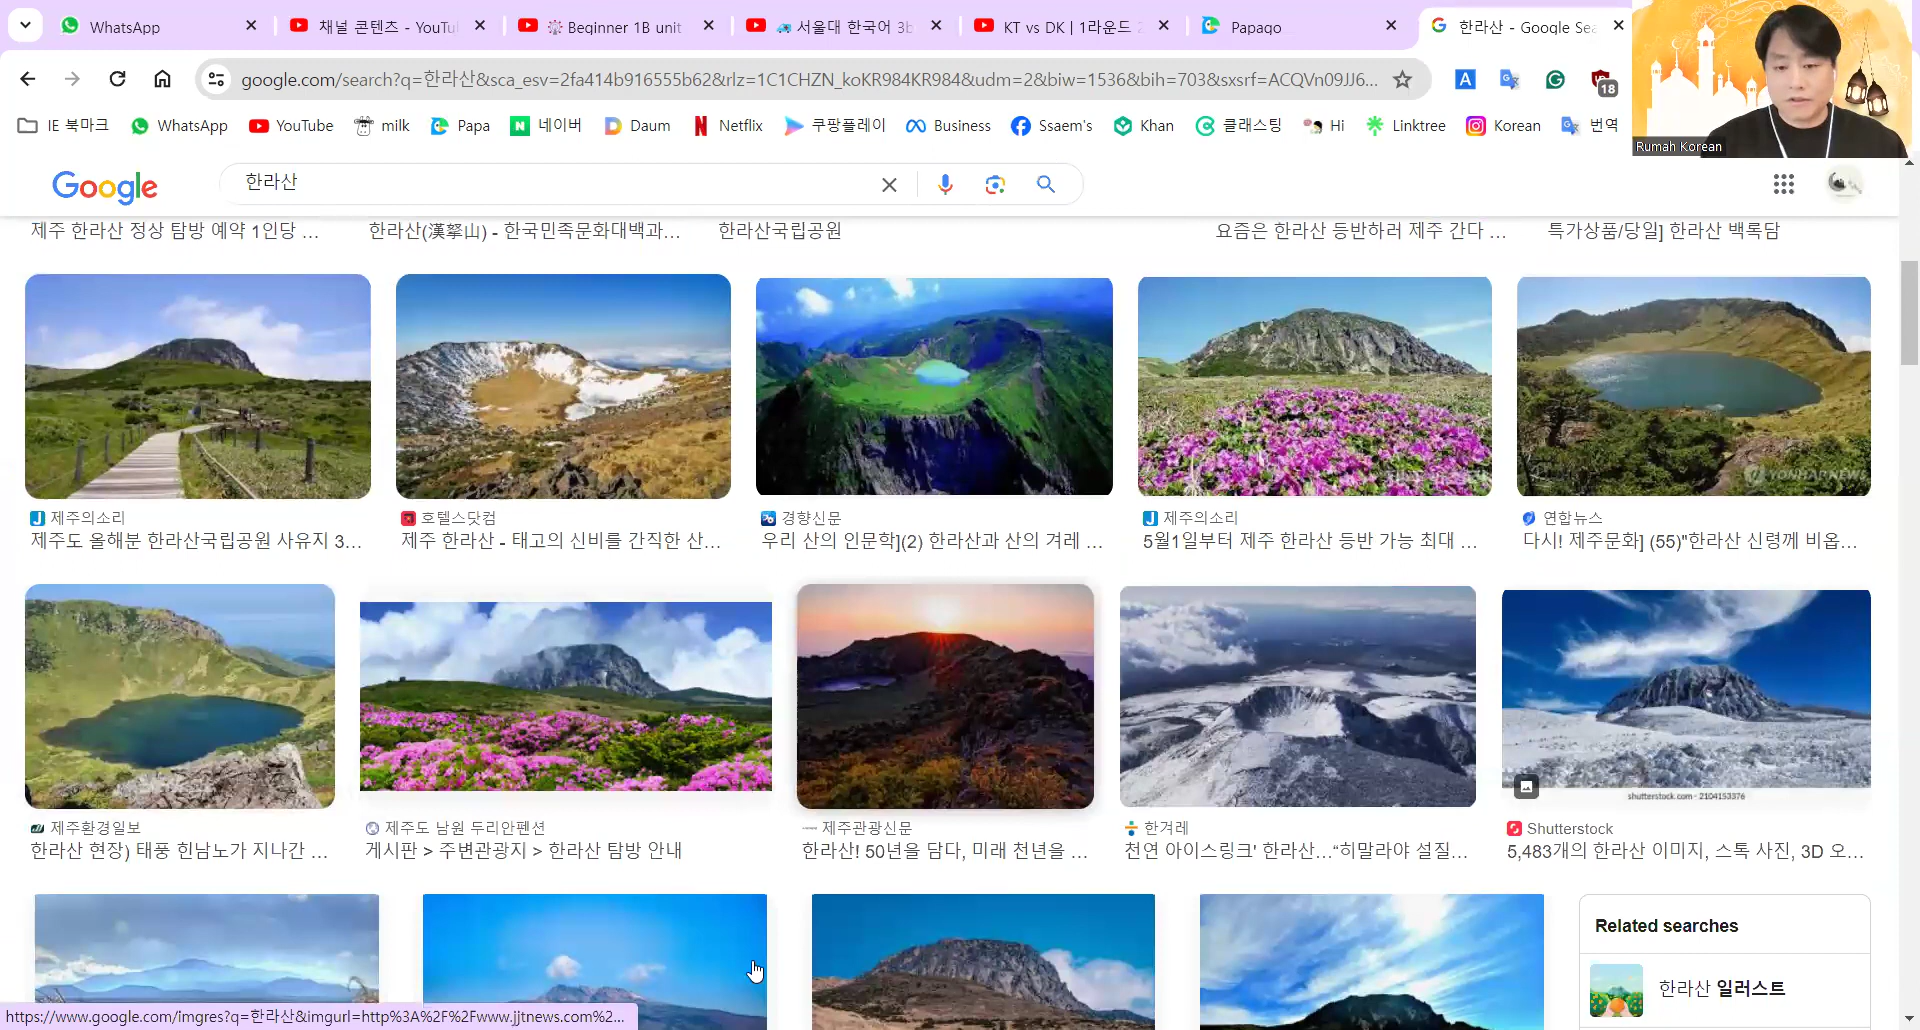 WhatsApp
채널 콘텐츠 - YouTu
Beginner 1B unit
서울대 한국어 3b
KT vs DK | 1라운드 2
Papago
한라산 - Google Sea
google.com/search?q=한라산&sca_esv=2fa414b916555b62&rlz=1C1CHZN_koKR984KR984&udm=2&biw=1536&bih=703&sxsrf=ACQVn09JJ6...
18
IE 북마크
WhatsApp
YouTube
milk
Papa
네이버
Daum
Netflix
쿠팡플레이
Business
Ssaem's
Khan
클래스팅
Hi
Linktree
Korean
번역
Rumah Korean
Google
한라산
제주 한라산 정상 탐방 예약 1인당 ...
한라산(漢拏山) - 한국민족문화대백과...
한라산국립공원
요즘은 한라산 등반하러 제주 간다 ...
특가상품/당일] 한라산 백록담
YONHAPNEWS
제주의소리
제주도 올해분 한라산국립공원 사유지 3...
호텔스닷컴
제주 한라산 - 태고의 신비를 간직한 산...
경향신문
우리 산의 인문학](2) 한라산과 산의 겨레 ...
제주의소리
5월1일부터 제주 한라산 등반 가능 최대 ...
연합뉴스
다시! 제주문화] (55)"한라산 신령께 비옵...
shutterstock.com · 2104153376
제주환경일보
한라산 현장) 태풍 힌남노가 지나간 ...
제주도 남원 두리안펜션
게시판 > 주변관광지 > 한라산 탐방 안내
제주관광신문
한라산! 50년을 담다, 미래 천년을 ...
한겨레
천연 아이스링크' 한라산...“히말라야 설질...
Shutterstock
5,483개의 한라산 이미지, 스톡 사진, 3D 오...
Related searches
한라산 일러스트
https://www.google.com/imgres?q=한라산&imgurl=http%3A%2F%2Fwww.jjtnews.com%2...